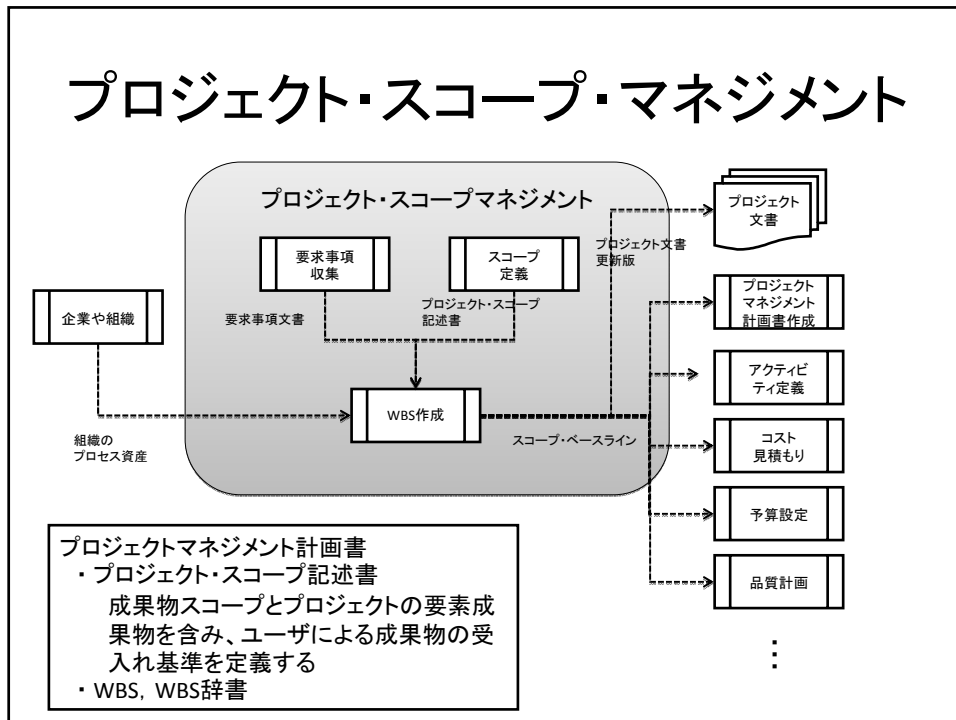 プロジェクト・スコープ・マネジメント
プロジェクト・スコープマネジメント
要求事項
収集
スコープ
定義
プロジェクト文書
更新版
プロジェクト
文書
企業や組織
要求事項文書
プロジェクト・スコープ
記述書
プロジェクト
マネジメント
計画書作成
アクティビ
ティ定義
WBS作成
組織の
プロセス資産
スコープ・ベースライン
コスト
見積もり
予算設定
品質計画
プロジェクトマネジメント計画書
・プロジェクト・スコープ記述書
成果物スコープとプロジェクトの要素成
果物を含み、ユーザによる成果物の受
入れ基準を定義する
・WBS, WBS辞書
⋮